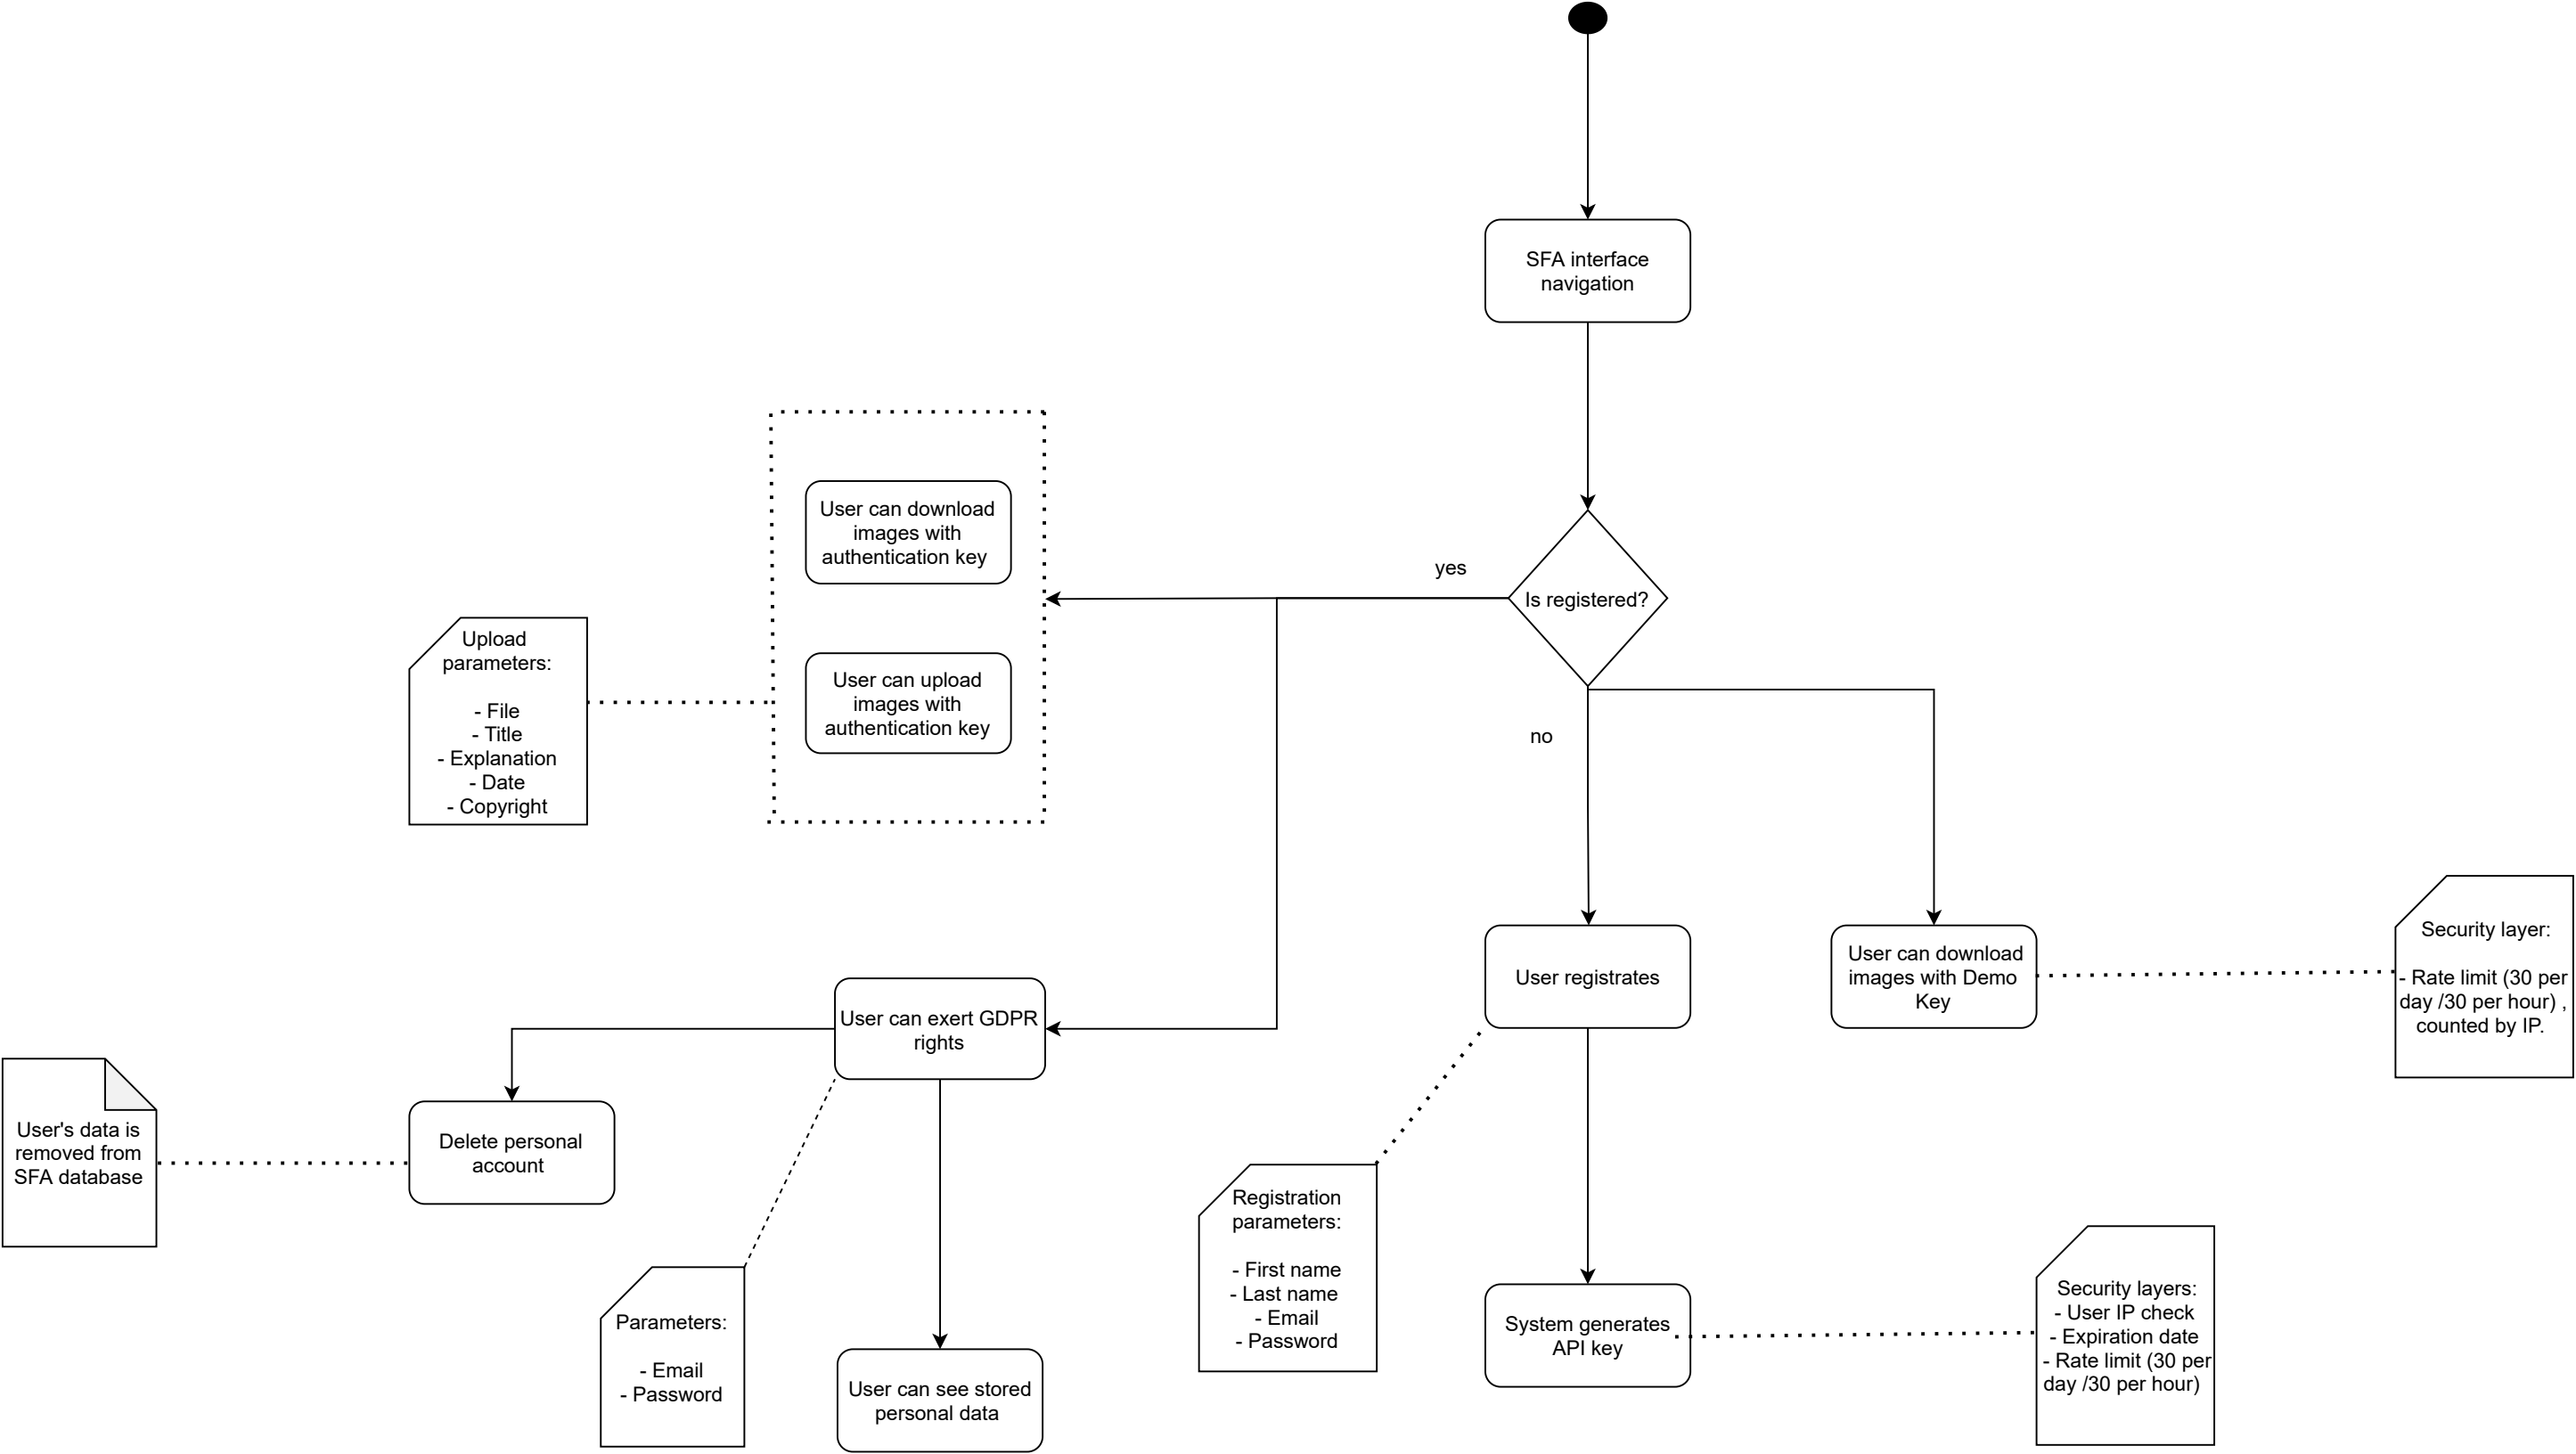 SFA interface
navigation
User can download
images with
authentication key
yes
Is registered?
Upload
parameters:
- File
- Title
- Explanation
- Date
- Copyright
User can upload
images with
authentication key
no
Security layer:
- Rate limit (30 per
day /30 per hour) ,
counted by IP.
User registrates
User can download
images with Demo
Key
User can exert GDPR
rights
User's data is
removed from
SFA database
Delete personal
account
Registration
parameters:
- First name
- Last name
- Email
- Password
Parameters:
- Email
- Password
User can see stored
personal data
System generates
API key
Security layers:
- User IP check
- Expiration date
- Rate limit (30 per
day /30 per hour)